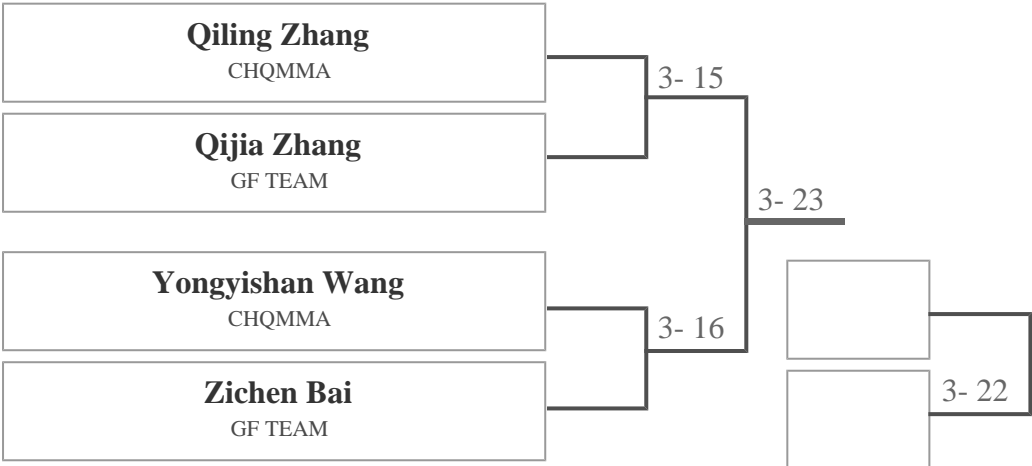 Qiling Zhang
CHQMMA
3- 15
Qijia Zhang
GF TEAM
3- 23
Yongyishan Wang
CHQMMA
3- 16
Zichen Bai
GF TEAM
3- 22